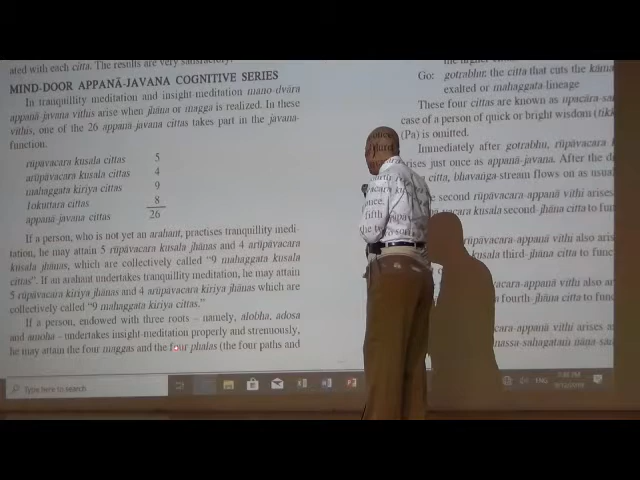 ated with each citta. The results are very satisfactory.
MIND-DOOR APPANĀ-JAVANA COGNITIVE SERIES
In tranquillity meditation and insight-meditation mano-dvāra
appanā-javana vīthis arise when jhāna or magga is realized. In these
vīthis, one of the 26 appanā-javana cittas takes part in the javana-
function.
rūpāvacara kusala cittas 5
arūpāvacara kusala cittas 4
mahaggata kiriya cittas 9
lokuttara cittas 8
appanā-javana cittas 26
If a person, who is not yet an arahant, practises tranquillity medi-
tation, he may attain 5 rūpāvacara kusala jhānas and 4 arūpāvacara
kusala jhānas, which are collectively called "9 mahaggata kusala
cittas". If an arahant undertakes tranquillity meditation, he may attain
5 rūpāvacara kiriya jhānas and 4 arūpāvacara kiriya jhānas which are
collectively called "9 mahaggata kiriya cittas."
If a person, endowed with three roots – namely, alobha, adosa
and amoha – undertakes insight-meditation properly and strenuously,
he may attain the four maggas and the four phalas (the four paths and
Go: gotrabhu; the citta that cuts the kāma
exalted or mahaggata lineage
These four cittas are known as upacāra-sa
case of a person of quick or bright wisdom (tikk
(Pa) is omitted.
Immediately after gotrabhu, rūpāvacara k
arises just once as appanā-javana. After the d
citta, bhavaṅga-stream flows on as usual
second rūpāvacara-appanā vīthi arises
kusala second-jhāna citta to func
rūpāvacara-appanā vīthi also aris
kusala third-jhāna citta to func
cara-appanā vīthi also ar
fourth-jhāna citta to func
cara-appanā vīthi arises a
nassa-sahagataṁ ñāṇa-sa
Type here to search
ENG